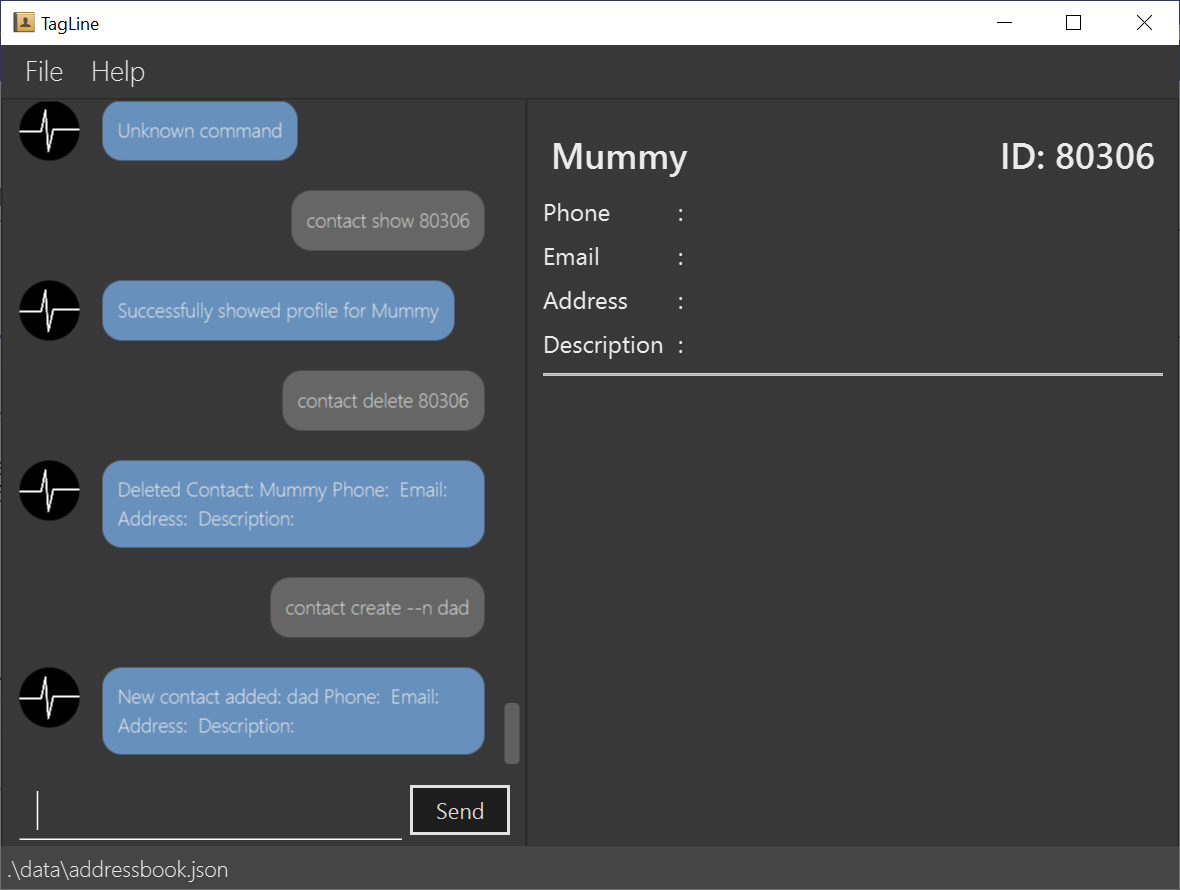 TagLine
File Help
Unknown command
contact show 80306
Successfully showed profile for Mummy
contact delete 80306
Deleted Contact: Mummy Phone:  Email:
Address:  Description:
contact create --n dad
New contact added: dad Phone:  Email:
Address:  Description:
Send
Mummy ID: 80306
Phone :
Email :
Address :
Description :
.\data\addressbook.json